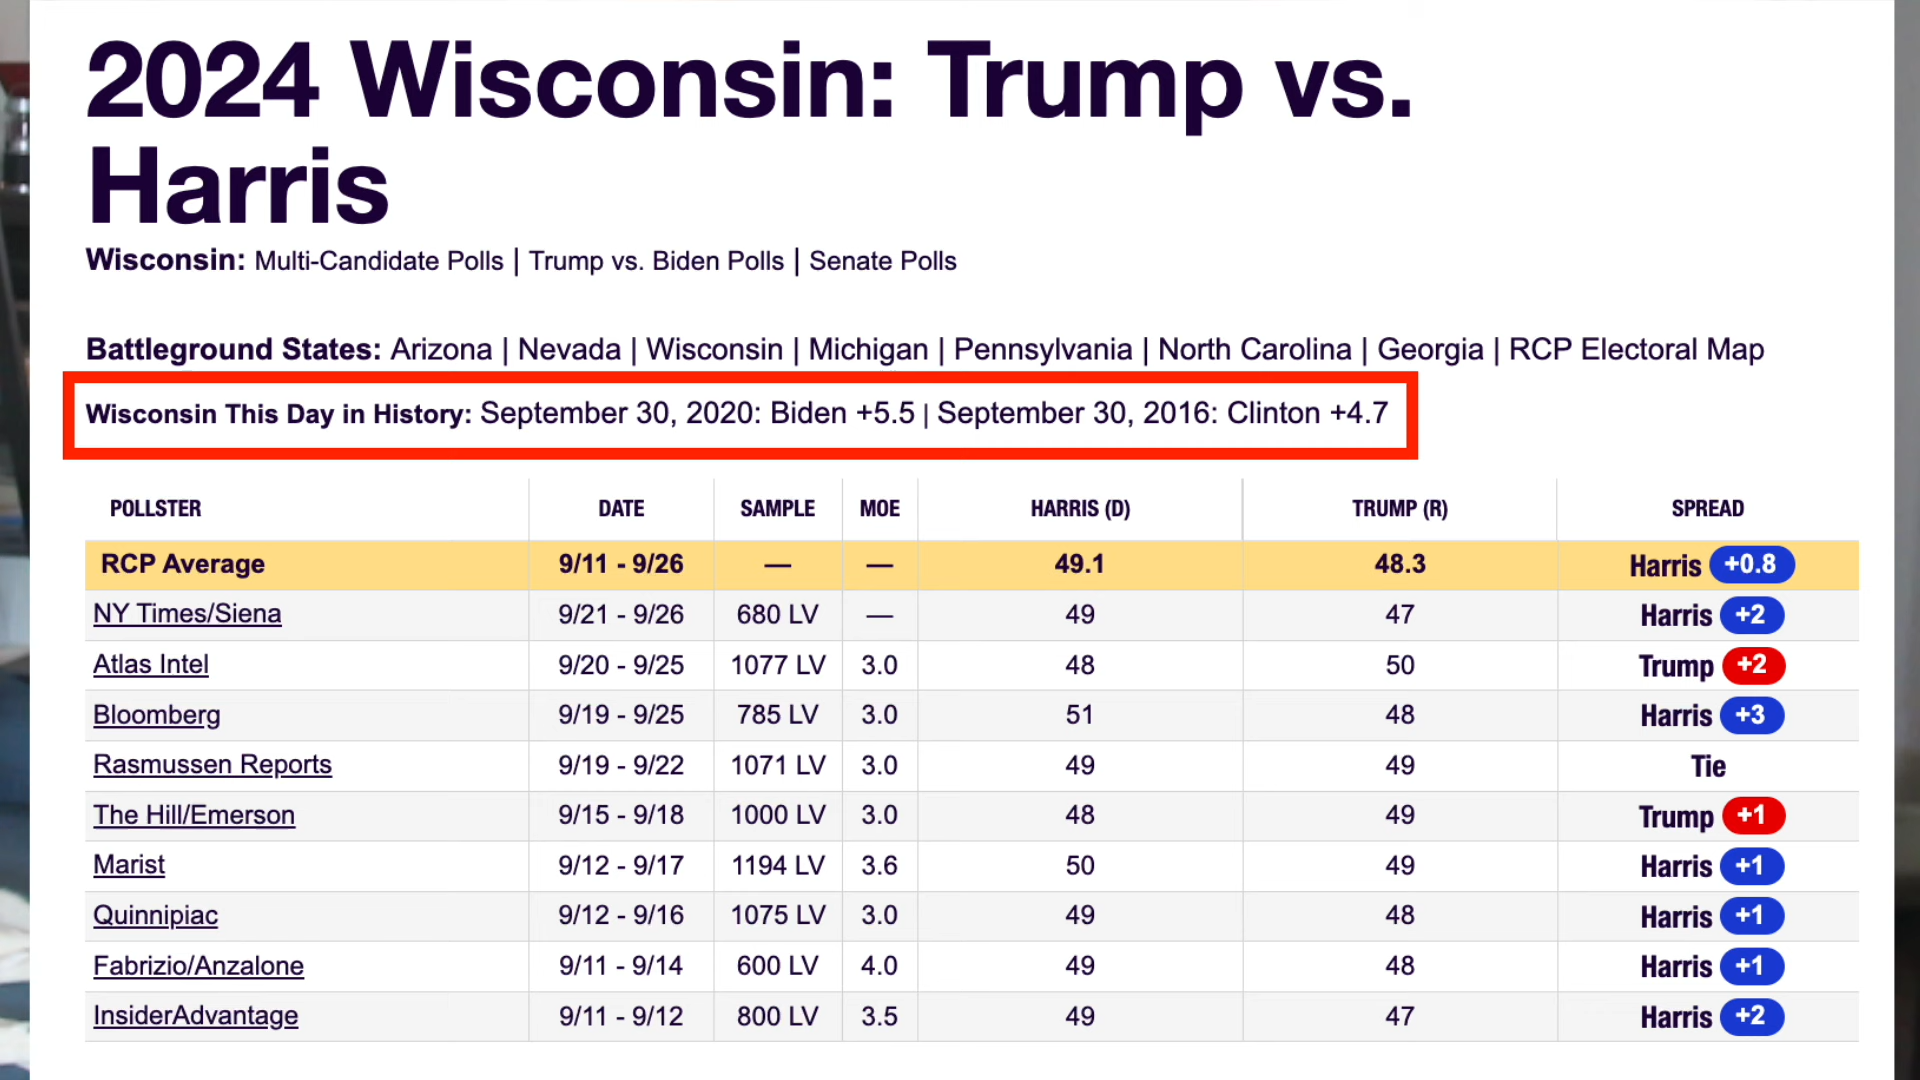 2024 Wisconsin: Trump vs.
Harris
Wisconsin: Multi-Candidate Polls | Trump vs. Biden Polls | Senate Polls
Battleground States: Arizona | Nevada | Wisconsin | Michigan | Pennsylvania | North Carolina | Georgia | RCP Electoral Map
Wisconsin This Day in History: September 30, 2020: Biden +5.5 | September 30, 2016: Clinton +4.7
POLLSTER DATE SAMPLE MOE HARRIS (D) TRUMP (R) SPREAD
RCP Average 9/11 - 9/26 — — 49.1 48.3 Harris +0.8
NY Times/Siena 9/21 - 9/26 680 LV — 49 47 Harris +2
Atlas Intel 9/20 - 9/25 1077 LV 3.0 48 50 Trump +2
Bloomberg 9/19 - 9/25 785 LV 3.0 51 48 Harris +3
Rasmussen Reports 9/19 - 9/22 1071 LV 3.0 49 49 Tie
The Hill/Emerson 9/15 - 9/18 1000 LV 3.0 48 49 Trump +1
Marist 9/12 - 9/17 1194 LV 3.6 50 49 Harris +1
Quinnipiac 9/12 - 9/16 1075 LV 3.0 49 48 Harris +1
Fabrizio/Anzalone 9/11 - 9/14 600 LV 4.0 49 48 Harris +1
InsiderAdvantage 9/11 - 9/12 800 LV 3.5 49 47 Harris +2